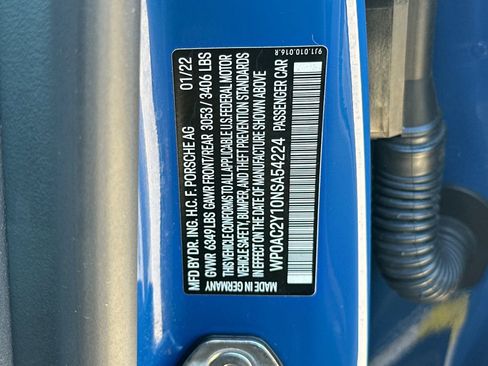 MFD BY DR. ING. H.C. F. PORSCHE AG 01/22
GVWR 6349 LBS GAWR FRONT/REAR 3053 / 3406 LBS
THIS VEHICLE CONFORMS TO ALL APPLICABLE U.S. FEDERAL MOTOR
VEHICLE SAFETY, BUMPER, AND THEFT PREVENTION STANDARDS
IN EFFECT ON THE DATE OF MANUFACTURE SHOWN ABOVE.
WP0AC2Y10NSA54224 PASSENGER CAR
MADE IN GERMANY
9J1.010.016.R